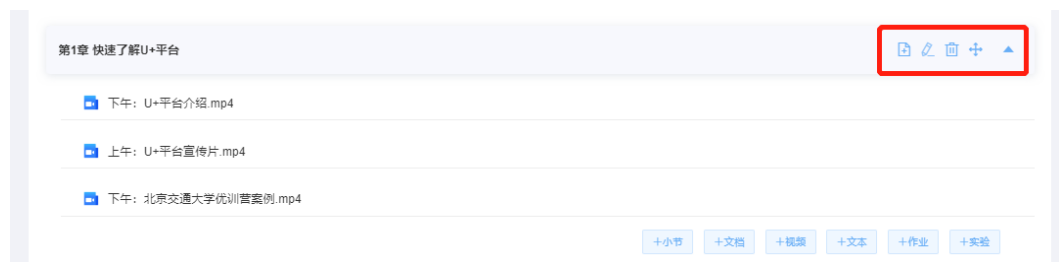 第1章 快速了解U+平台
下午：U+平台介绍.mp4
上午：U+平台宣传片.mp4
下午：北京交通大学优训营案例.mp4
+小节 +文档 +视频 +文本 +作业 +实验